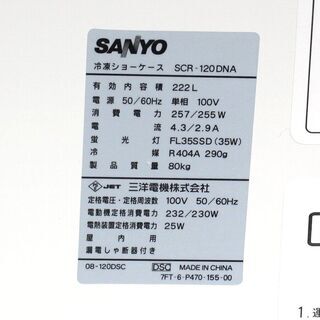 SANYO
冷凍ショーケース SCR-120DNA
有効内容積 222L
電源 50/60Hz 単相 100V
消費電力 257/255W
電流 4.3/2.9A
蛍光灯 FL35SSD(35W)
冷媒 R404A 290g
製品質量 80kg
JET 三洋電機株式会社
定格電圧・定格周波数 100V 50/60Hz
電動機定格消費電力 232/230W
電熱装置定格消費電力 25W
屋内用
漏電しゃ断器付き
08-120DSC DSC 7FT-6-P470-155-00
1.